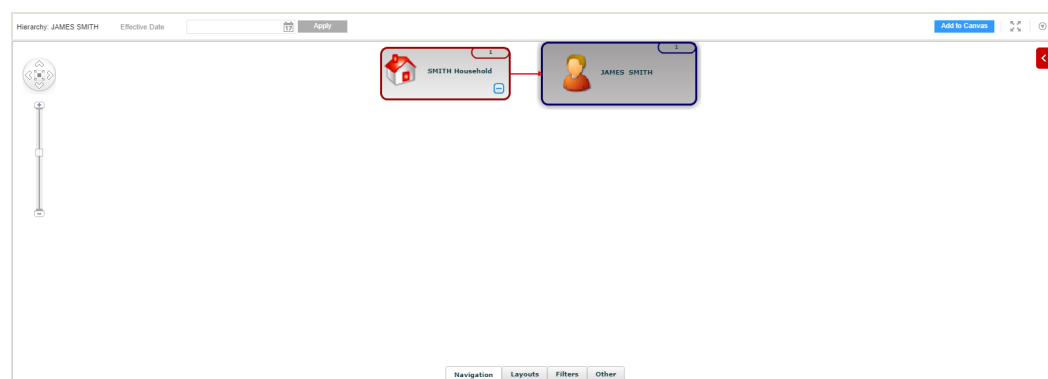 Hierarchy: JAMES SMITH Effective Date 17 Apply Add to Canvas
1
SMITH Household
1
JAMES SMITH
Navigation Layouts Filters Other